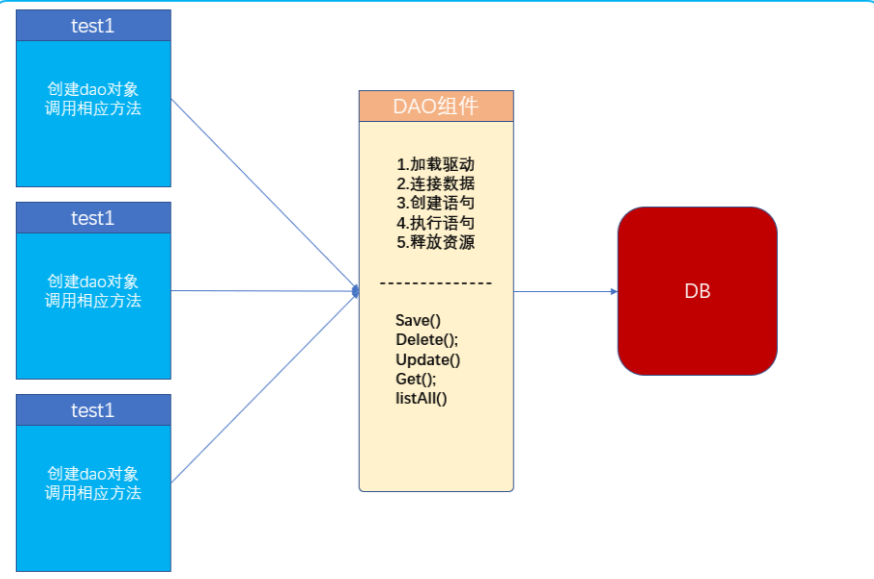 test1
创建dao对象
调用相应方法
test1
创建dao对象
调用相应方法
test1
创建dao对象
调用相应方法
DAO组件
1.加载驱动
2.连接数据
3.创建语句
4.执行语句
5.释放资源
---------------
Save()
Delete();
Update()
Get();
listAll()
DB